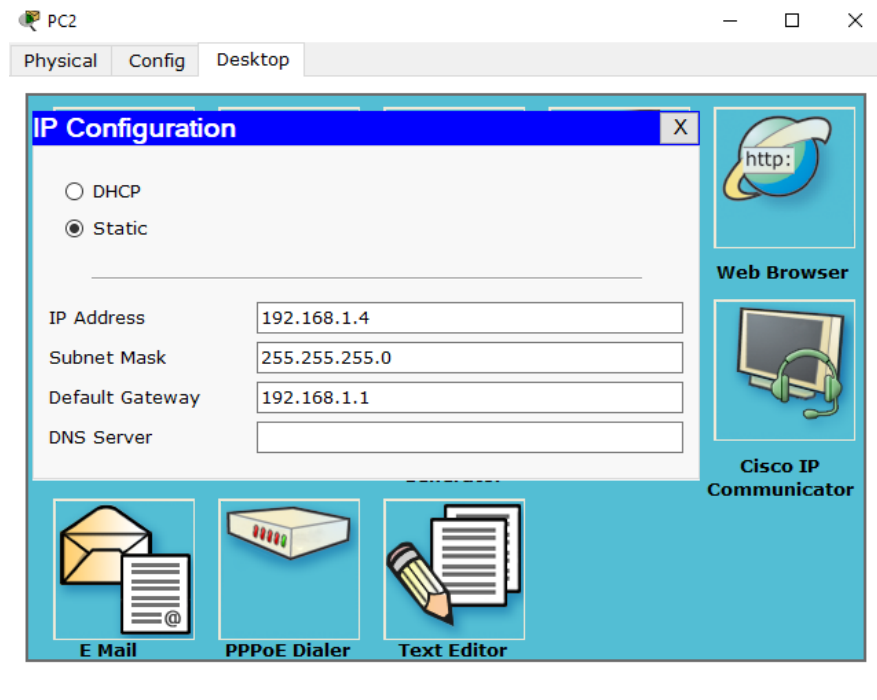 PC2
Physical Config Desktop
IP Configuration X
http:
DHCP
Static
Web Browser
IP Address 192.168.1.4
Subnet Mask 255.255.255.0
Default Gateway 192.168.1.1
DNS Server
Cisco IP
Communicator
@
E Mail PPPoE Dialer Text Editor